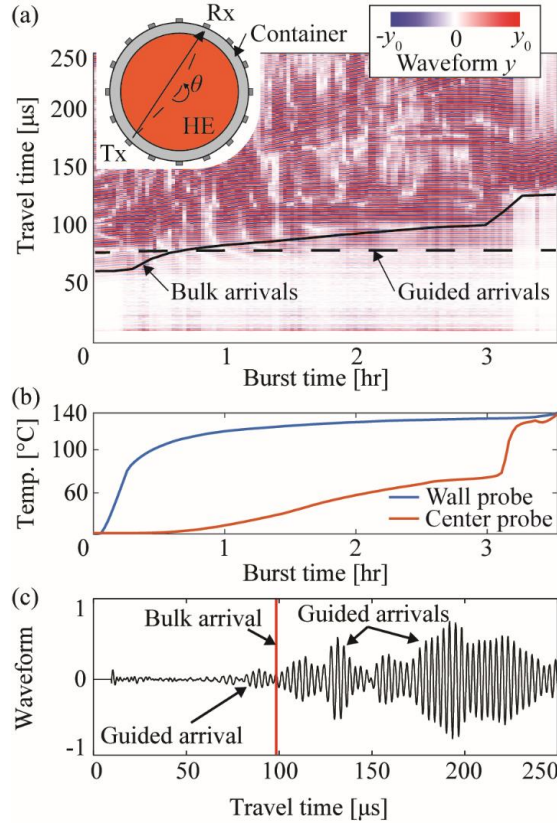 (a)
Rx
Container
θ
HE
Tx
-y₀ 0 y₀
Waveform y
Travel time [μs]
250
200
150
100
50
0
Bulk arrivals
Guided arrivals
1 2 3
Burst time [hr]
(b)
Temp. [°C]
140
100
60
Wall probe
Center probe
0 1 2 3
Burst time [hr]
(c)
Waveform
1
0
-1
Bulk arrival
Guided arrivals
Guided arrival
0 50 100 150 200 250
Travel time [μs]